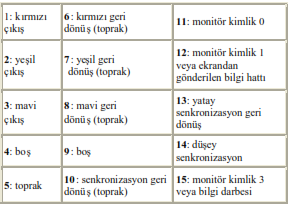 1: kırmızı
çıkış
6: kırmızı geri
dönüş (toprak)
11: monitör kimlik 0
2: yeşil
çıkış
7: yeşil geri
dönüş (toprak)
12: monitör kimlik 1
veya ekrandan
gönderilen bilgi hattı
3: mavi
çıkış
8: mavi geri
dönüş (toprak)
13: yatay
senkronizasyon geri
dönüş
4: boş
9: boş
14: düşey
senkronizasyon
5: toprak
10: senkronizasyon geri
dönüş (toprak)
15: monitör kimlik 3
veya bilgi darbesi